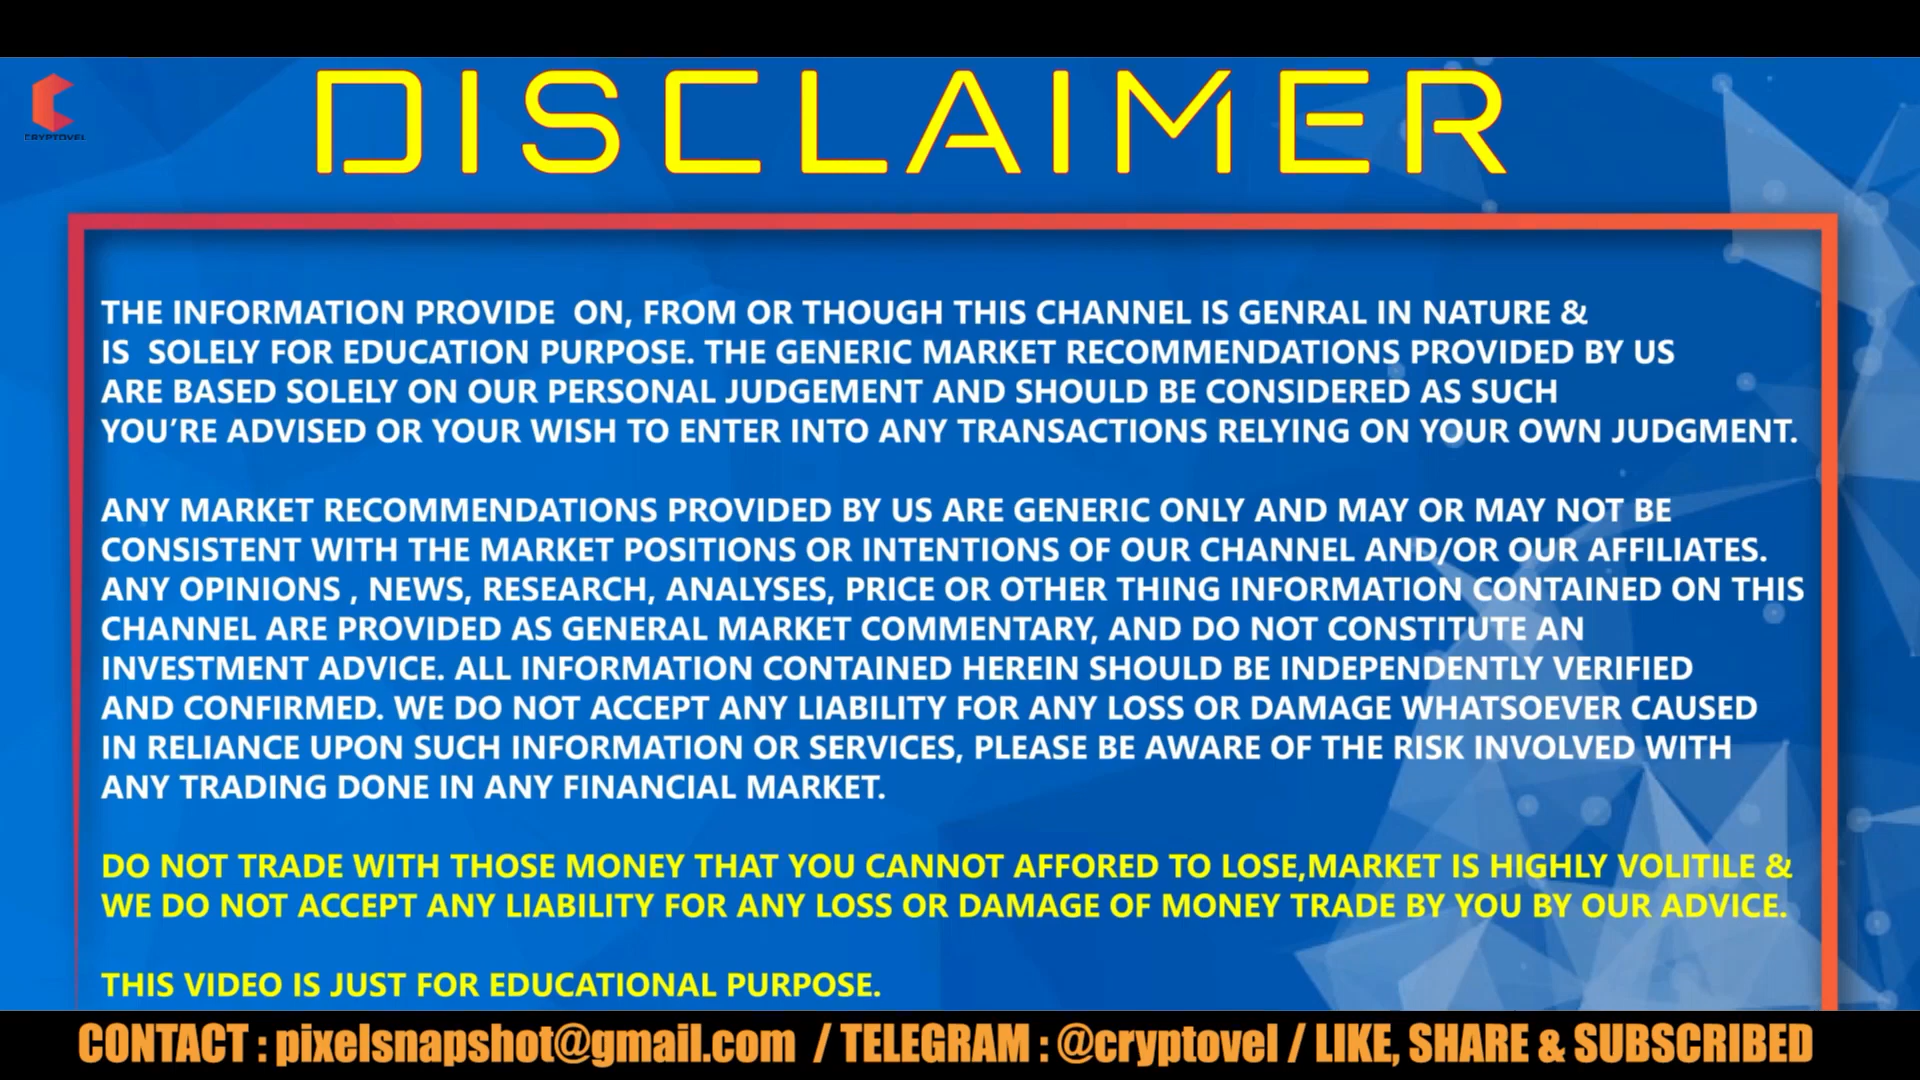 DISCLAIMER
CRYPTOVEL
THE INFORMATION PROVIDE  ON, FROM OR THOUGH THIS CHANNEL IS GENRAL IN NATURE &
IS  SOLELY FOR EDUCATION PURPOSE. THE GENERIC MARKET RECOMMENDATIONS PROVIDED BY US
ARE BASED SOLELY ON OUR PERSONAL JUDGEMENT AND SHOULD BE CONSIDERED AS SUCH
YOU'RE ADVISED OR YOUR WISH TO ENTER INTO ANY TRANSACTIONS RELYING ON YOUR OWN JUDGMENT.
ANY MARKET RECOMMENDATIONS PROVIDED BY US ARE GENERIC ONLY AND MAY OR MAY NOT BE
CONSISTENT WITH THE MARKET POSITIONS OR INTENTIONS OF OUR CHANNEL AND/OR OUR AFFILIATES.
ANY OPINIONS , NEWS, RESEARCH, ANALYSES, PRICE OR OTHER THING INFORMATION CONTAINED ON THIS
CHANNEL ARE PROVIDED AS GENERAL MARKET COMMENTARY, AND DO NOT CONSTITUTE AN
INVESTMENT ADVICE. ALL INFORMATION CONTAINED HEREIN SHOULD BE INDEPENDENTLY VERIFIED
AND CONFIRMED. WE DO NOT ACCEPT ANY LIABILITY FOR ANY LOSS OR DAMAGE WHATSOEVER CAUSED
IN RELIANCE UPON SUCH INFORMATION OR SERVICES, PLEASE BE AWARE OF THE RISK INVOLVED WITH
ANY TRADING DONE IN ANY FINANCIAL MARKET.
DO NOT TRADE WITH THOSE MONEY THAT YOU CANNOT AFFORED TO LOSE,MARKET IS HIGHLY VOLITILE &
WE DO NOT ACCEPT ANY LIABILITY FOR ANY LOSS OR DAMAGE OF MONEY TRADE BY YOU BY OUR ADVICE.
THIS VIDEO IS JUST FOR EDUCATIONAL PURPOSE.
CONTACT : pixelsnapshot@gmail.com  / TELEGRAM : @cryptovel / LIKE, SHARE & SUBSCRIBED